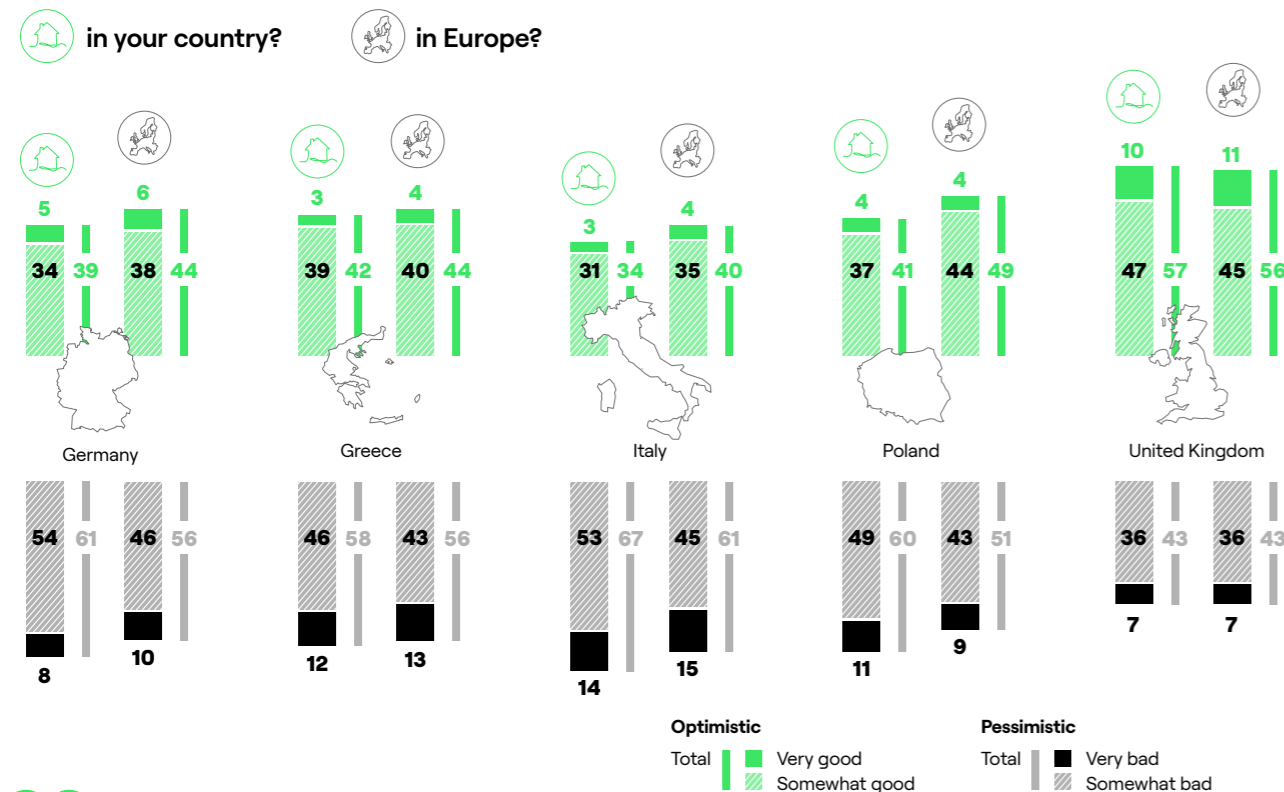 in your country? in Europe?
10 11
5 6 3 4 3 4 4 4
34 39 38 44 39 42 40 44 31 34 35 40 37 41 44 49 47 57 45 56
Germany Greece Italy Poland United Kingdom
54 61 46 56 46 58 43 56 53 67 45 61 49 60 43 51 36 43 36 43
8 10 12 13 14 15 11 9 7 7
Optimistic Pessimistic
Total Very good Total Very bad
Somewhat good Somewhat bad